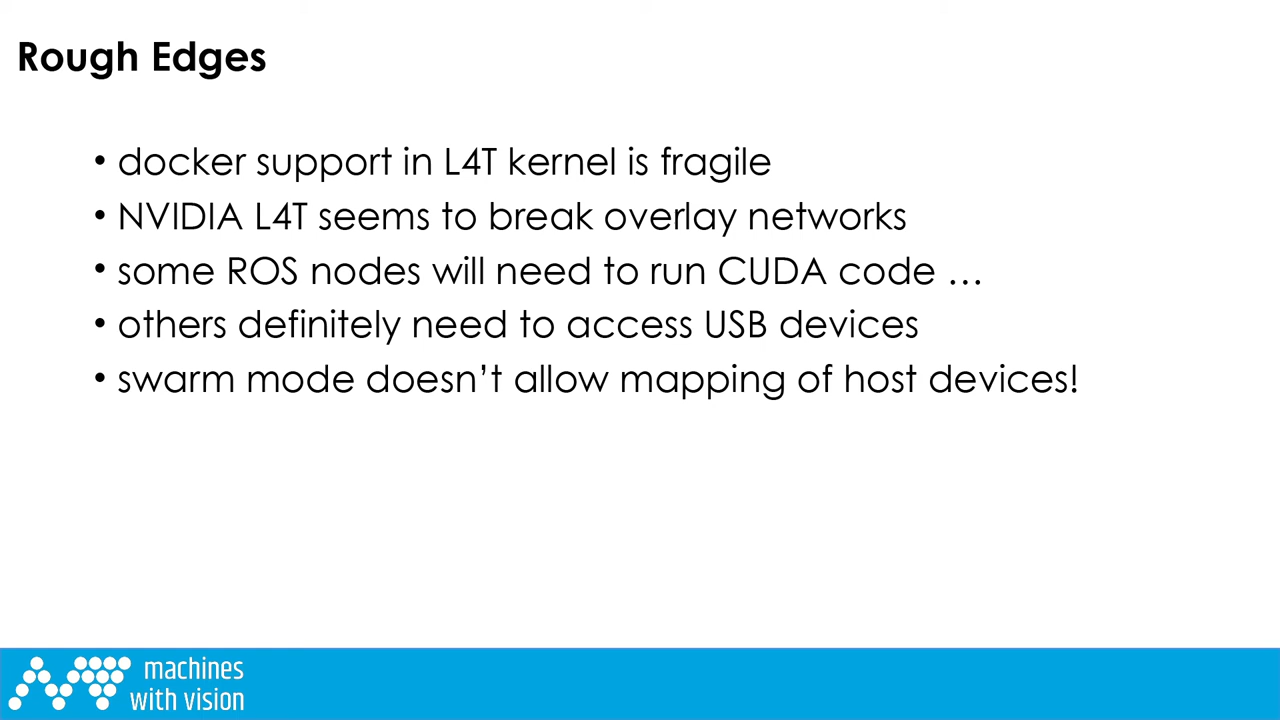 Rough Edges
• docker support in L4T kernel is fragile
• NVIDIA L4T seems to break overlay networks
• some ROS nodes will need to run CUDA code …
• others definitely need to access USB devices
• swarm mode doesn’t allow mapping of host devices!
machines
with vision